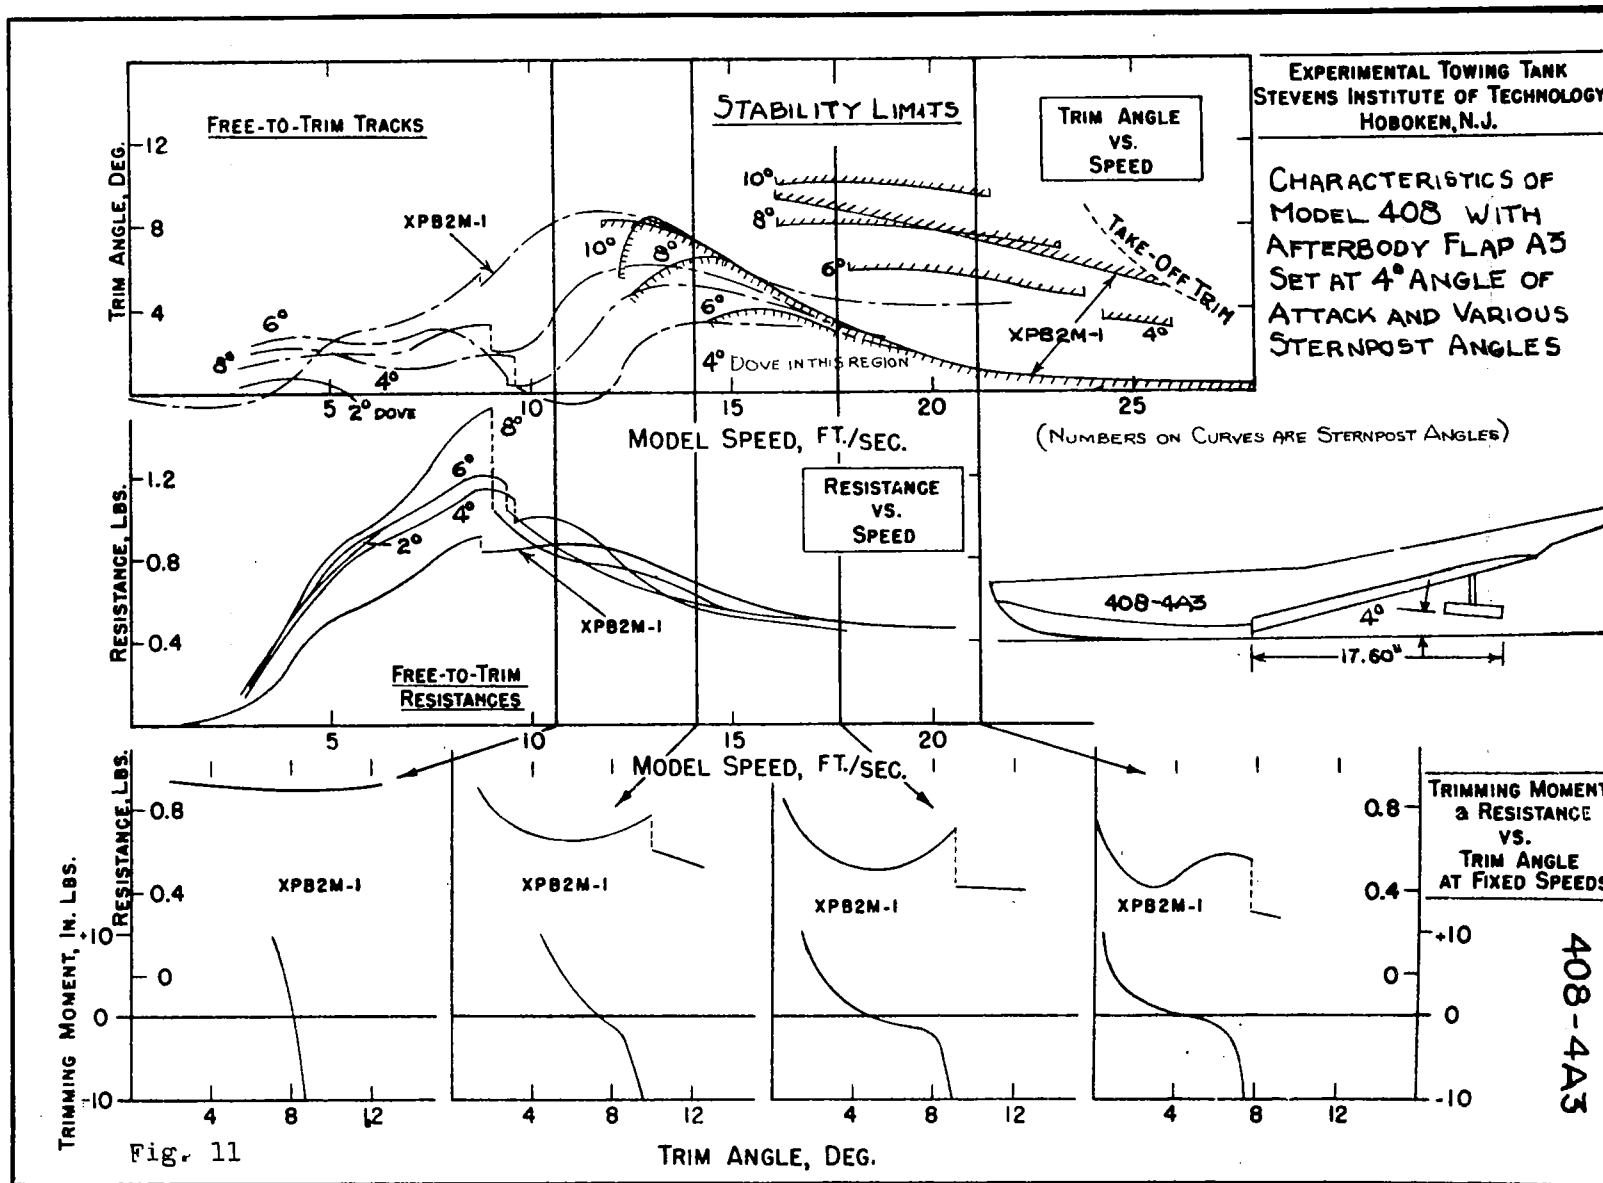 EXPERIMENTAL TOWING TANK
STEVENS INSTITUTE OF TECHNOLOGY
HOBOKEN, N.J.
CHARACTERISTICS OF
MODEL 408 WITH
AFTERBODY FLAP A3
SET AT 4° ANGLE OF
ATTACK AND VARIOUS
STERNPOST ANGLES
FREE-TO-TRIM TRACKS
STABILITY LIMITS
TRIM ANGLE
VS.
SPEED
TRIM ANGLE, DEG.
12
8
4
XPB2M-1
10°
8°
10°
8°
6°
TAKE-OFF TRIM
6°
8°
4°
2° DOVE
6°
4° DOVE IN THIS REGION
XPB2M-1
4°
5
10
15
20
25
MODEL SPEED, FT./SEC.
(NUMBERS ON CURVES ARE STERNPOST ANGLES)
RESISTANCE, LBS.
1.2
0.8
0.4
8°
6°
4°
2°
RESISTANCE
VS.
SPEED
XPB2M-1
FREE-TO-TRIM
RESISTANCES
408-4A3
4°
17.60"
5
10
15
20
MODEL SPEED, FT./SEC.
TRIMMING MOMENT
& RESISTANCE
VS.
TRIM ANGLE
AT FIXED SPEEDS
RESISTANCE, LBS.
0.8
0.4
0
TRIMMING MOMENT, IN. LBS.
+10
0
-10
XPB2M-1
XPB2M-1
XPB2M-1
XPB2M-1
0.8
0.4
0
+10
0
-10
4 8 12
4 8 12
4 8 12
4 8 12
TRIM ANGLE, DEG.
408-4A3
Fig. 11